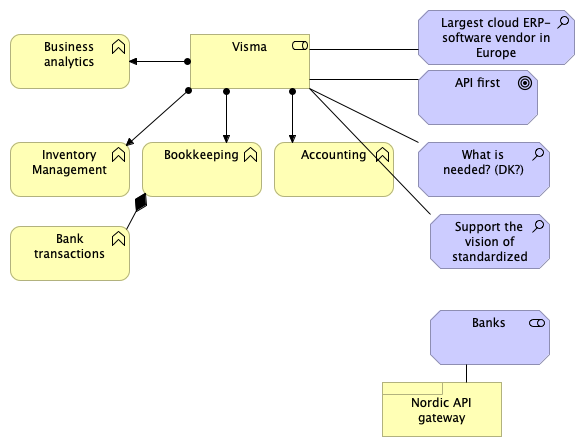 Business
analytics
Visma
Largest cloud ERP-
software vendor in
Europe
API first
Inventory
Management
Bookkeeping
Accounting
What is
needed? (DK?)
Bank
transactions
Support the
vision of
standardized
Banks
Nordic API
gateway